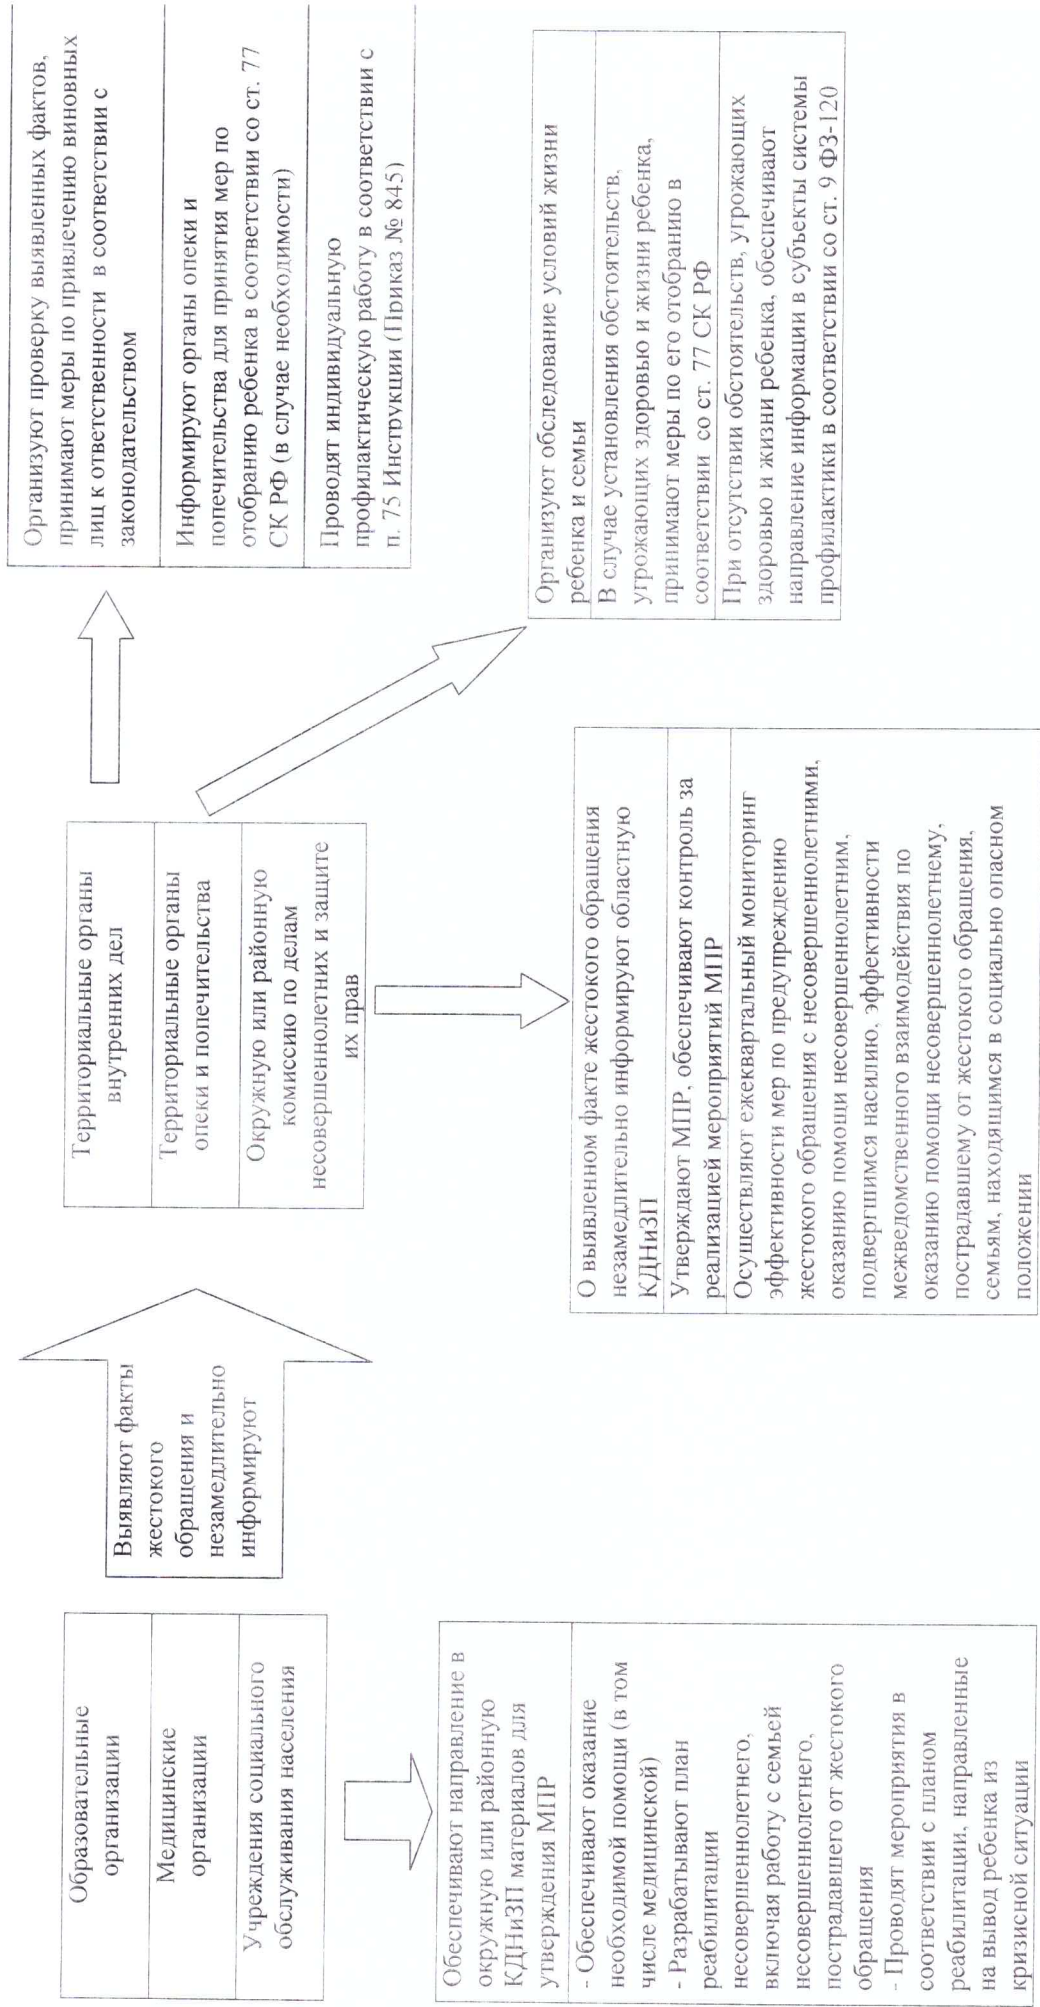 Образовательные
организации
Медицинские
организации
Учреждения социального
обслуживания населения
Выявляют факты
жестокого
обращения и
незамедлительно
информируют
Территориальные органы
внутренних дел
Территориальные органы
опеки и попечительства
Окружную или районную
комиссию по делам
несовершеннолетних и защите
их прав
Организуют проверку выявленных фактов,
принимают меры по привлечению виновных
лиц к ответственности в соответствии с
законодательством
Информируют органы опеки и
попечительства для принятия мер по
отобранию ребенка в соответствии со ст. 77
СК РФ (в случае необходимости)
Проводят индивидуальную
профилактическую работу в соответствии с
п. 75 Инструкции (Приказ № 845)
Обеспечивают направление в
окружную или районную
КДНиЗП материалов для
утверждения МПР
- Обеспечивают оказание
необходимой помощи (в том
числе медицинской)
- Разрабатывают план
реабилитации
несовершеннолетнего,
включая работу с семьей
несовершеннолетнего,
пострадавшего от жестокого
обращения
- Проводят мероприятия в
соответствии с планом
реабилитации, направленные
на вывод ребенка из
кризисной ситуации
О выявленном факте жестокого обращения
незамедлительно информируют областную
КДНиЗП
Утверждают МПР, обеспечивают контроль за
реализацией мероприятий МПР
Осуществляют ежеквартальный мониторинг
эффективности мер по предупреждению
жестокого обращения с несовершеннолетними,
оказанию помощи несовершеннолетним,
подвергшимся насилию, эффективности
межведомственного взаимодействия по
оказанию помощи несовершеннолетнему,
пострадавшему от жестокого обращения,
семьям, находящимся в социально опасном
положении
Организуют обследование условий жизни
ребенка и семьи
В случае установления обстоятельств,
угрожающих здоровью и жизни ребенка,
принимают меры по его отобранию в
соответствии со ст. 77 СК РФ
При отсутствии обстоятельств, угрожающих
здоровью и жизни ребенка, обеспечивают
направление информации в субъекты системы
профилактики в соответствии со ст. 9 ФЗ-120